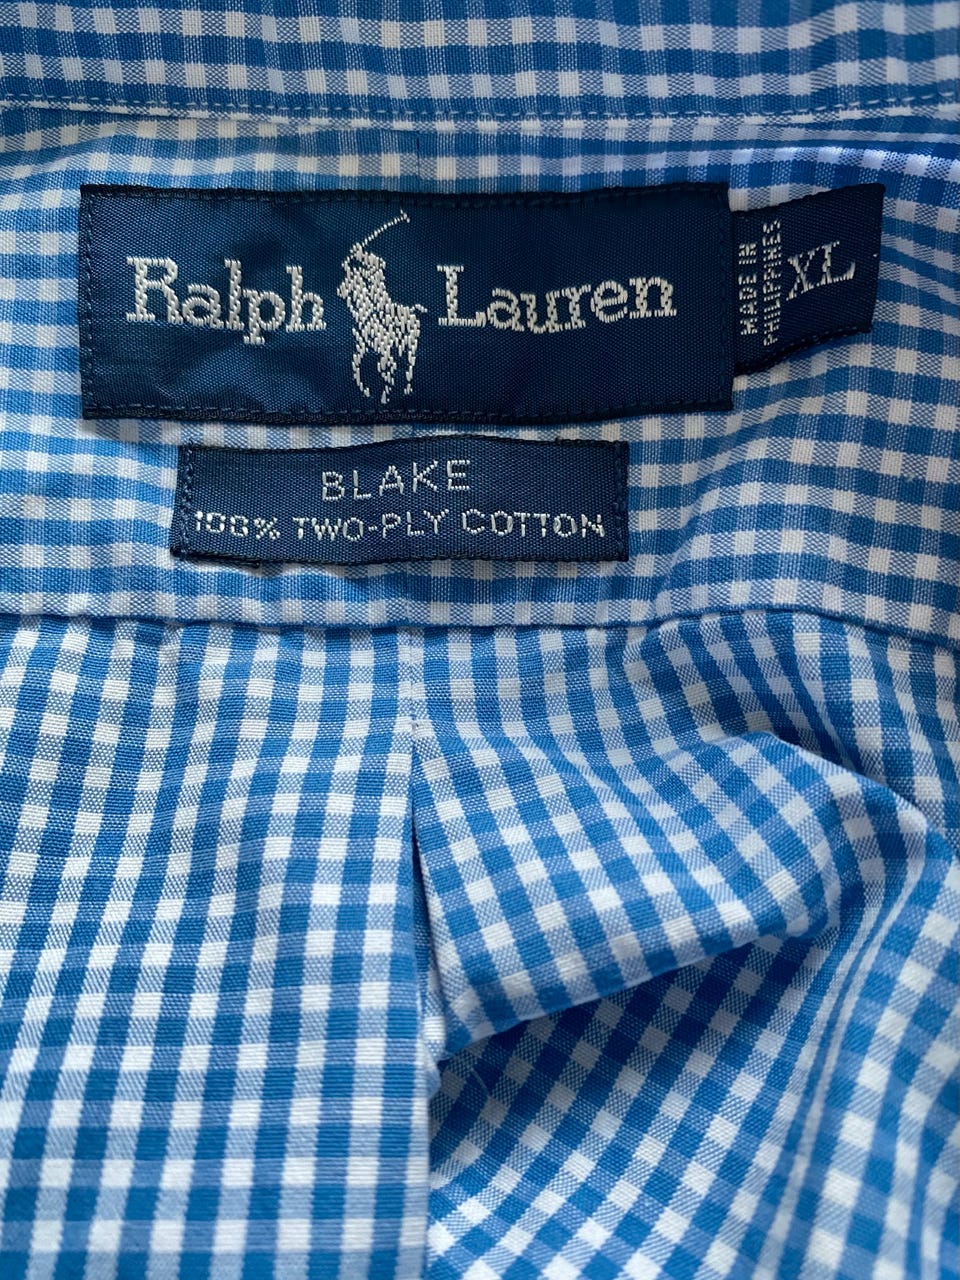 Ralph Lauren
MADE IN
PHILIPPINES
XL
BLAKE
100% TWO-PLY COTTON